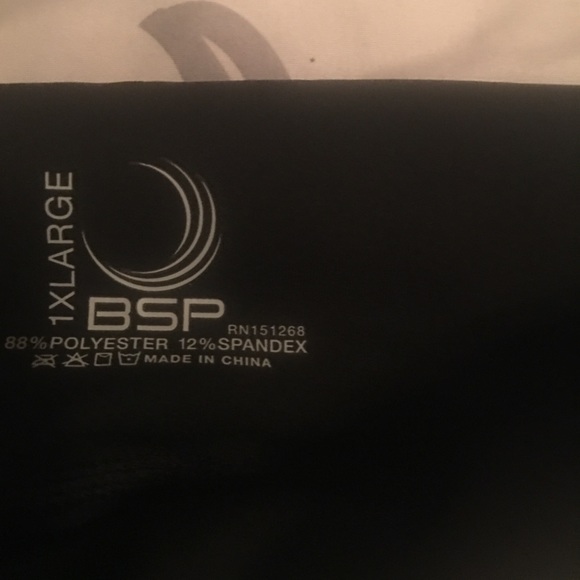 1XLARGE
BSP
RN151268
88% POLYESTER 12% SPANDEX
MADE IN CHINA